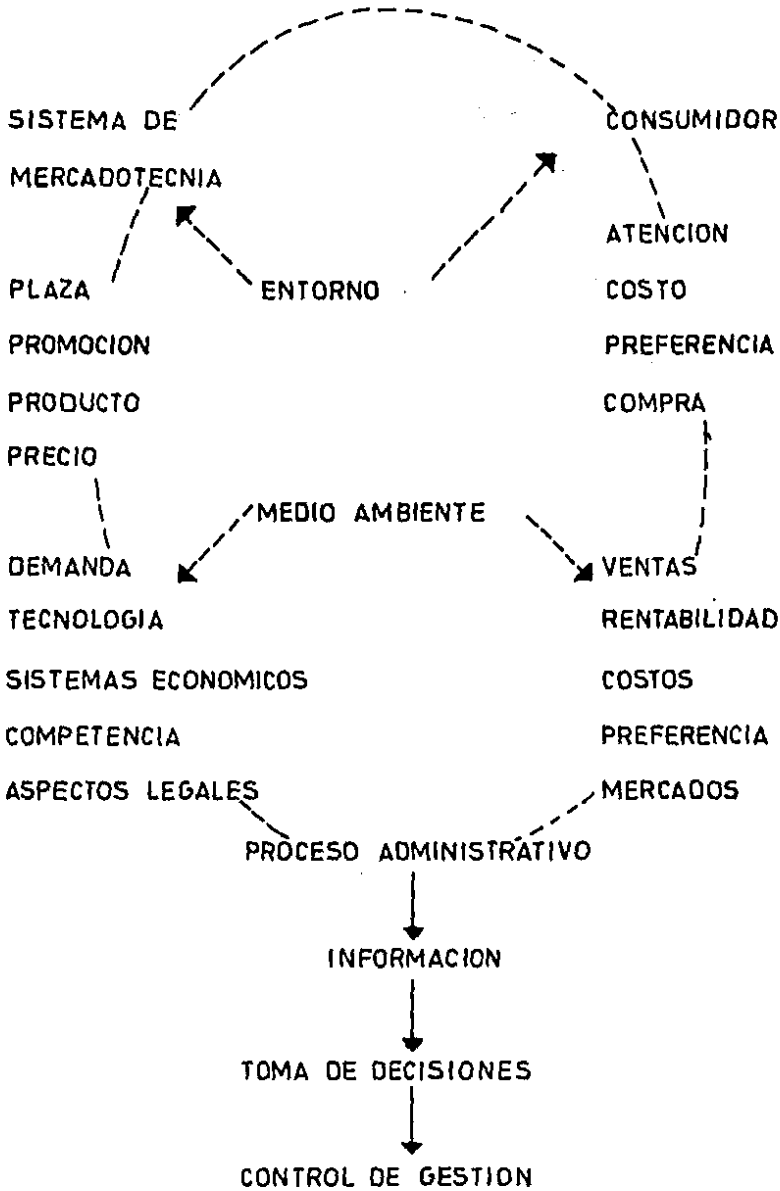 SISTEMA DE
MERCADOTECNIA
CONSUMIDOR
ATENCION
PLAZA
ENTORNO
COSTO
PROMOCION
PREFERENCIA
PRODUCTO
COMPRA
PRECIO
MEDIO AMBIENTE
DEMANDA
VENTAS
TECNOLOGIA
RENTABILIDAD
SISTEMAS ECONOMICOS
COSTOS
COMPETENCIA
PREFERENCIA
ASPECTOS LEGALES
MERCADOS
PROCESO ADMINISTRATIVO
INFORMACION
TOMA DE DECISIONES
CONTROL DE GESTION